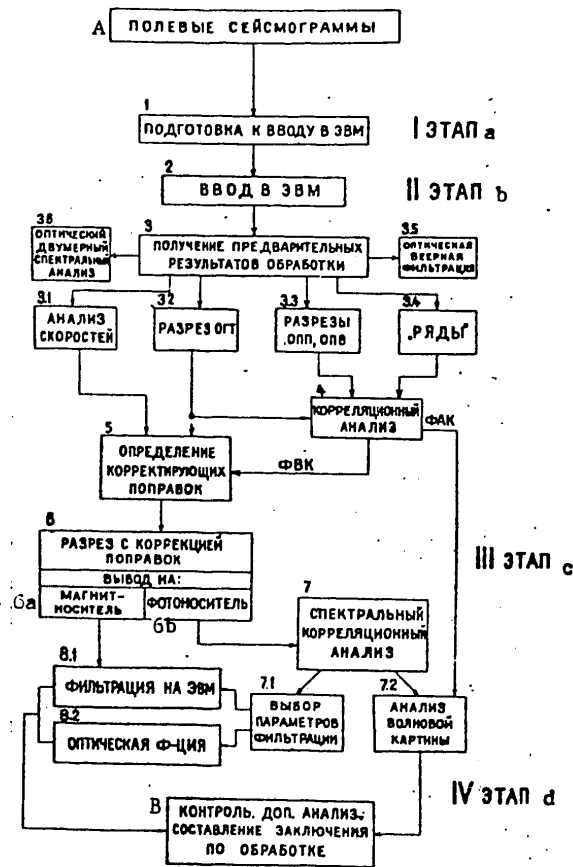 A
ПОЛЕВЫЕ СЕЙСМОГРАММЫ
1
ПОДГОТОВКА К ВВОДУ В ЭВМ
I ЭТАП a
2
ВВОД В ЭВМ
II ЭТАП b
3.6
ОПТИЧЕСКИЙ
ДВУМЕРНЫЙ
СПЕКТРАЛЬНЫЙ
АНАЛИЗ
3
ПОЛУЧЕНИЕ ПРЕДВАРИТЕЛЬНЫХ
РЕЗУЛЬТАТОВ ОБРАБОТКИ
3.5
ОПТИЧЕСКАЯ
ВЕЕРНАЯ
ФИЛЬТРАЦИЯ
3.1
АНАЛИЗ
СКОРОСТЕЙ
3.2
РАЗРЕЗ ОГТ
3.3
РАЗРЕЗЫ
ОПП, ОПВ
3.4
„РЯДЫ"
4
КОРРЕЛЯЦИОННЫЙ
АНАЛИЗ
ФАК
5
ОПРЕДЕЛЕНИЕ
КОРРЕКТИРУЮЩИХ
ПОПРАВОК
ФВК
6
РАЗРЕЗ С КОРРЕКЦИЕЙ
ПОПРАВОК
ВЫВОД НА:
6a
МАГНИТ-
НОСИТЕЛЬ
ФОТОНОСИТЕЛЬ
6b
III ЭТАП c
7
СПЕКТРАЛЬНЫЙ
КОРРЕЛЯЦИОННЫЙ
АНАЛИЗ
8.1
ФИЛЬТРАЦИЯ НА ЭВМ
8.2
ОПТИЧЕСКАЯ Ф-ЦИЯ
7.1
ВЫБОР
ПАРАМЕТРОВ
ФИЛЬТРАЦИИ
7.2
АНАЛИЗ
ВОЛНОВОЙ
КАРТИНЫ
IV ЭТАП d
B
КОНТРОЛЬ. ДОП. АНАЛИЗ.
СОСТАВЛЕНИЕ ЗАКЛЮЧЕНИЯ
ПО ОБРАБОТКЕ